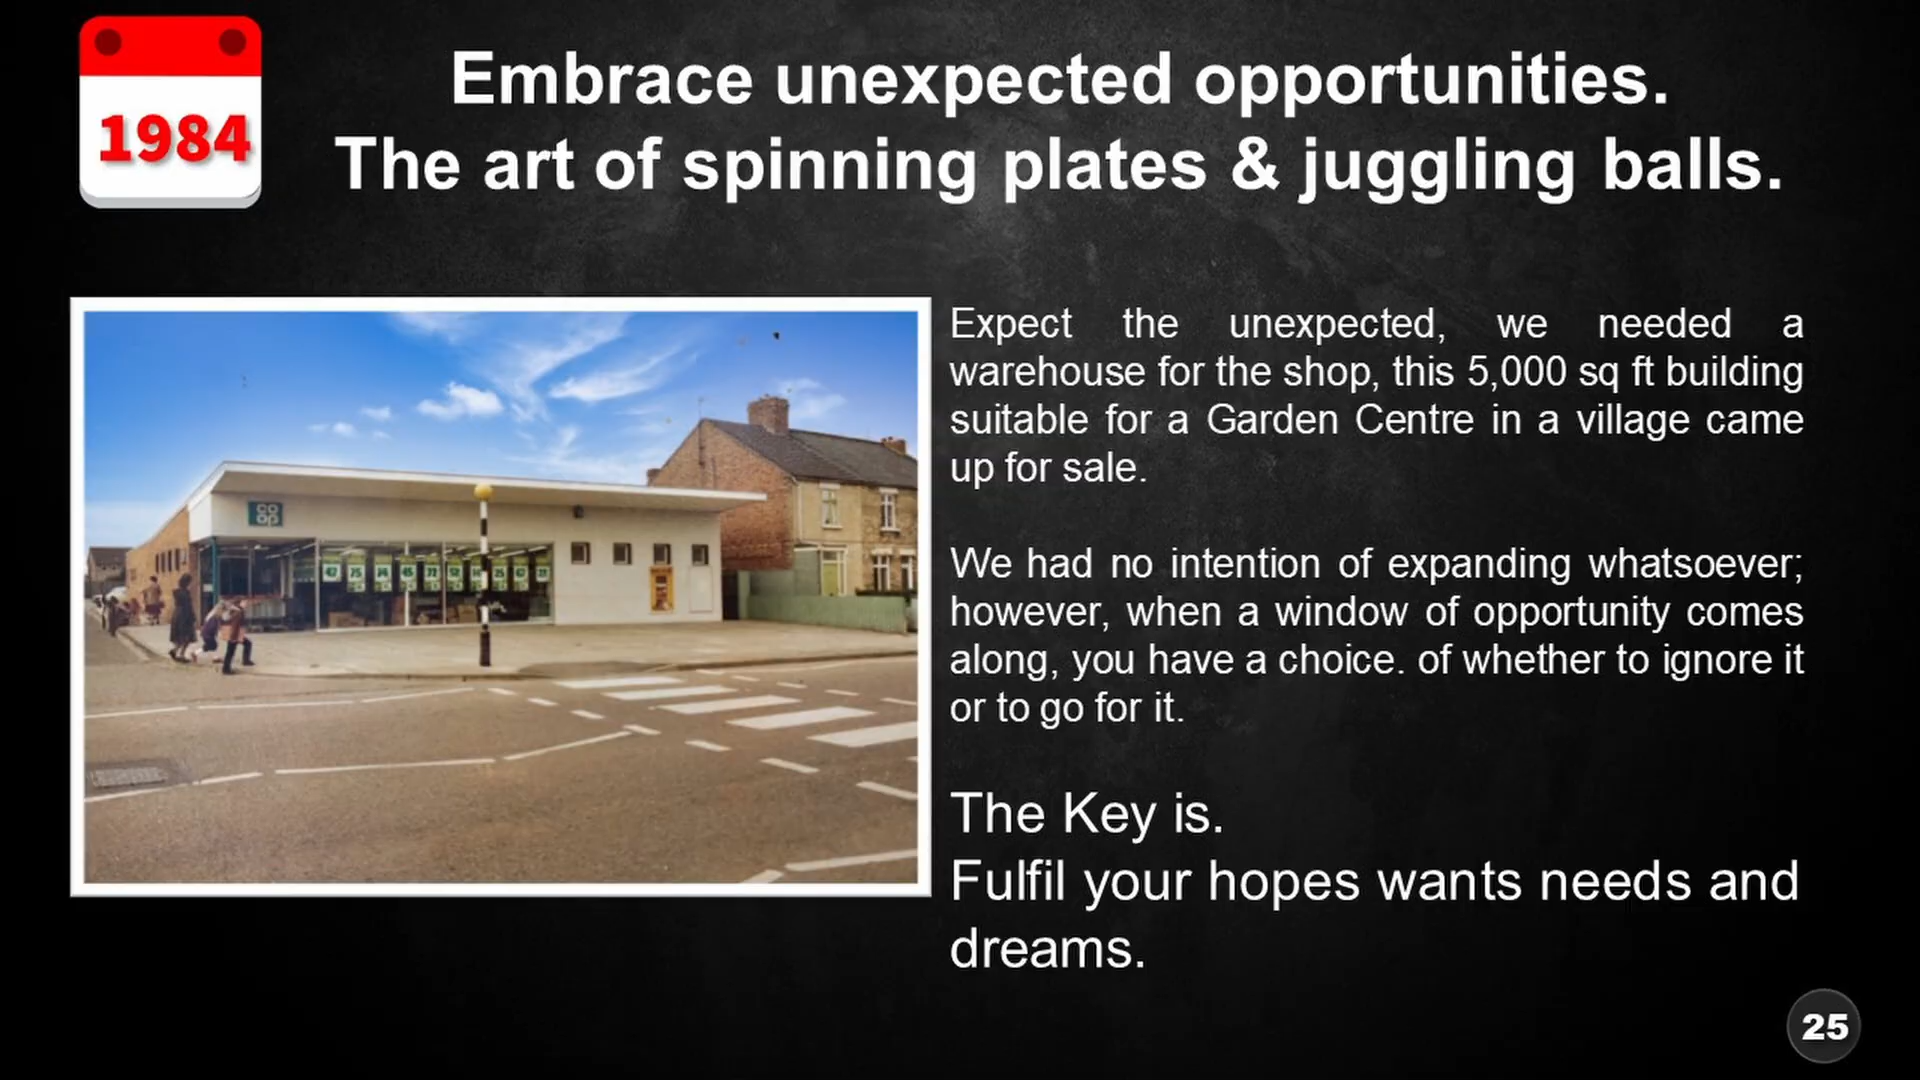 1984
Embrace unexpected opportunities.
The art of spinning plates & juggling balls.
co
op
Expect the unexpected, we needed a
warehouse for the shop, this 5,000 sq ft building
suitable for a Garden Centre in a village came
up for sale.
We had no intention of expanding whatsoever;
however, when a window of opportunity comes
along, you have a choice. of whether to ignore it
or to go for it.
The Key is.
Fulfil your hopes wants needs and
dreams.
25